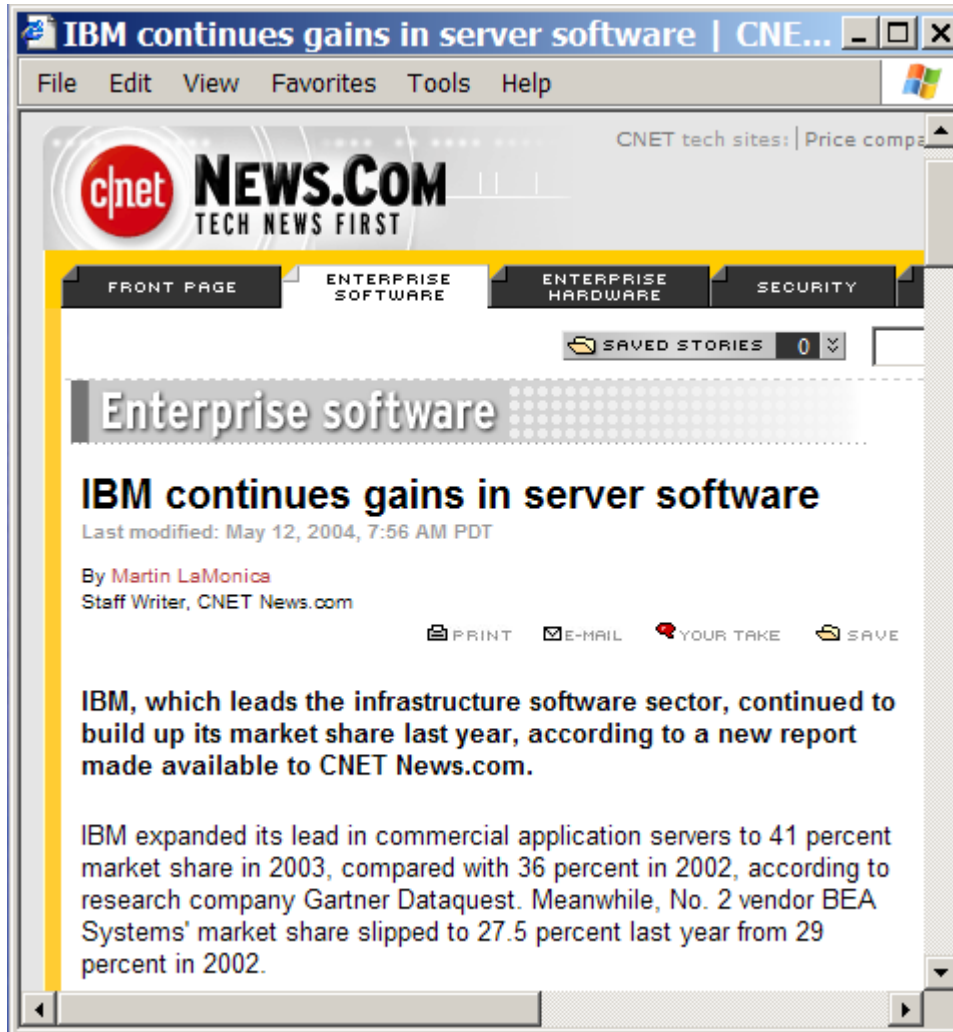 IBM continues gains in server software | CNE...
File Edit View Favorites Tools Help
CNET tech sites: | Price compa
c|net NEWS.COM
TECH NEWS FIRST
FRONT PAGE ENTERPRISE SOFTWARE ENTERPRISE HARDWARE SECURITY
SAVED STORIES 0
Enterprise software
IBM continues gains in server software
Last modified: May 12, 2004, 7:56 AM PDT
By Martin LaMonica
Staff Writer, CNET News.com
PRINT E-MAIL YOUR TAKE SAVE
IBM, which leads the infrastructure software sector, continued to
build up its market share last year, according to a new report
made available to CNET News.com.
IBM expanded its lead in commercial application servers to 41 percent
market share in 2003, compared with 36 percent in 2002, according to
research company Gartner Dataquest. Meanwhile, No. 2 vendor BEA
Systems' market share slipped to 27.5 percent last year from 29
percent in 2002.